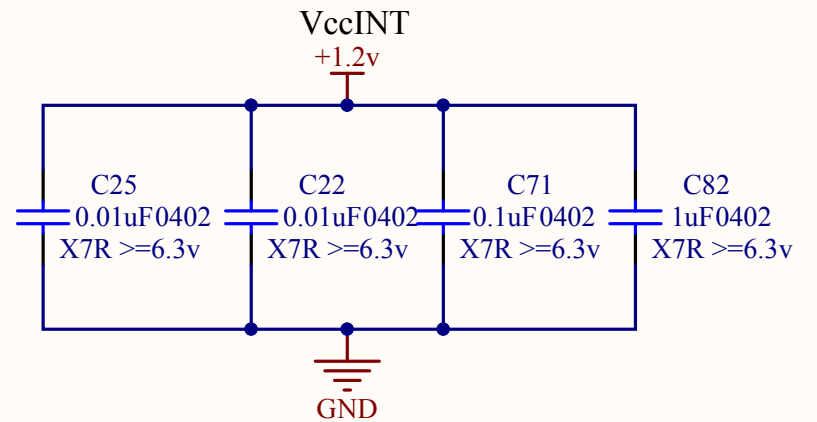 VccINT
+1.2v
C25
0.01uF0402
X7R >=6.3v
C22
0.01uF0402
X7R >=6.3v
C71
0.1uF0402
X7R >=6.3v
C82
1uF0402
X7R >=6.3v
GND